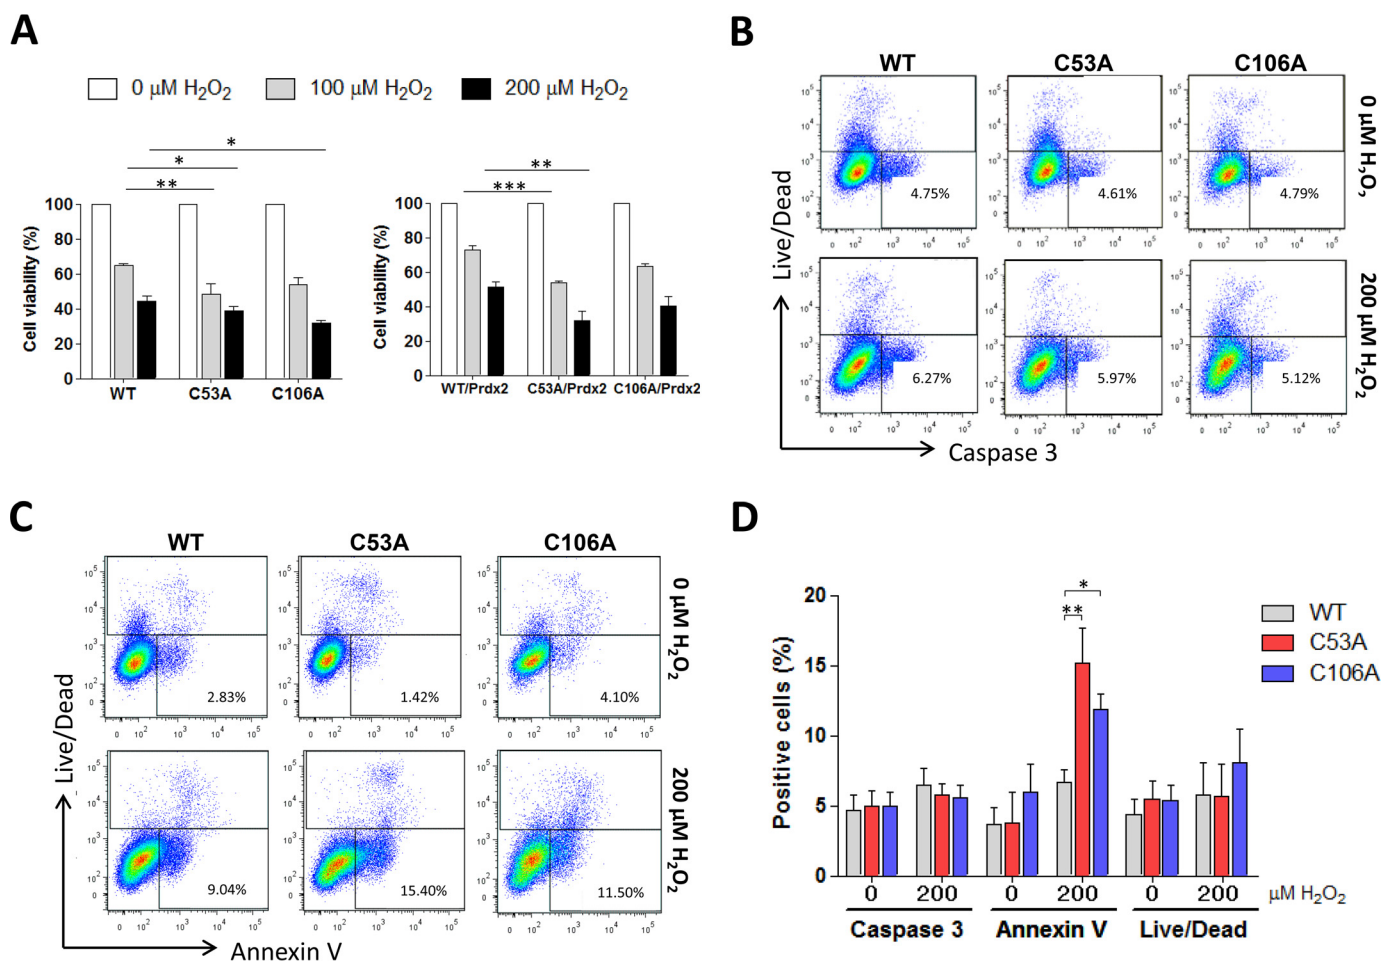 A
0 μM H₂O₂ 100 μM H₂O₂ 200 μM H₂O₂
*
*
**
Cell viability (%)
100
80
60
40
20
0
WT C53A C106A
**
***
Cell viability (%)
100
80
60
40
20
0
WT/Prdx2 C53A/Prdx2 C106A/Prdx2
B
WT C53A C106A
0 μM H₂O₂
4.75% 4.61% 4.79%
200 μM H₂O₂
6.27% 5.97% 5.12%
Live/Dead
Caspase 3
C
WT C53A C106A
0 μM H₂O₂
2.83% 1.42% 4.10%
200 μM H₂O₂
9.04% 15.40% 11.50%
Live/Dead
Annexin V
D
Positive cells (%)
20
15
10
5
0
*
**
WT
C53A
C106A
0 200 0 200 0 200 μM H₂O₂
Caspase 3 Annexin V Live/Dead